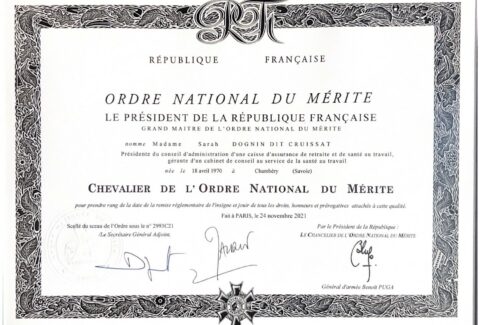 RF
RÉPUBLIQUE FRANÇAISE
ORDRE NATIONAL DU MÉRITE
LE PRÉSIDENT DE LA RÉPUBLIQUE FRANÇAISE
GRAND MAITRE DE L'ORDRE NATIONAL DU MÉRITE
nomme Madame Sarah DOGNIN DIT CRUISSAT
Présidente du conseil d'administration d'une caisse d'assurance de retraite et de santé au travail,
gérante d'un cabinet de conseil au service de la santé au travail
née le 18 avril 1970 à Chambéry (Savoie)
CHEVALIER DE L'ORDRE NATIONAL DU MÉRITE
pour prendre rang de la date de la remise réglementaire de l'insigne et jouir de tous les droits, honneurs et prérogatives attachés à cette qualité.
Fait à PARIS, le 24 novembre 2021
Scellé du sceau de l'Ordre sous le n° 2993C21
Le Secrétaire Général Adjoint
Par le Président de la République :
LE CHANCELIER DE L'ORDRE NATIONAL DU MÉRITE
Général d'armée Benoît PUGA